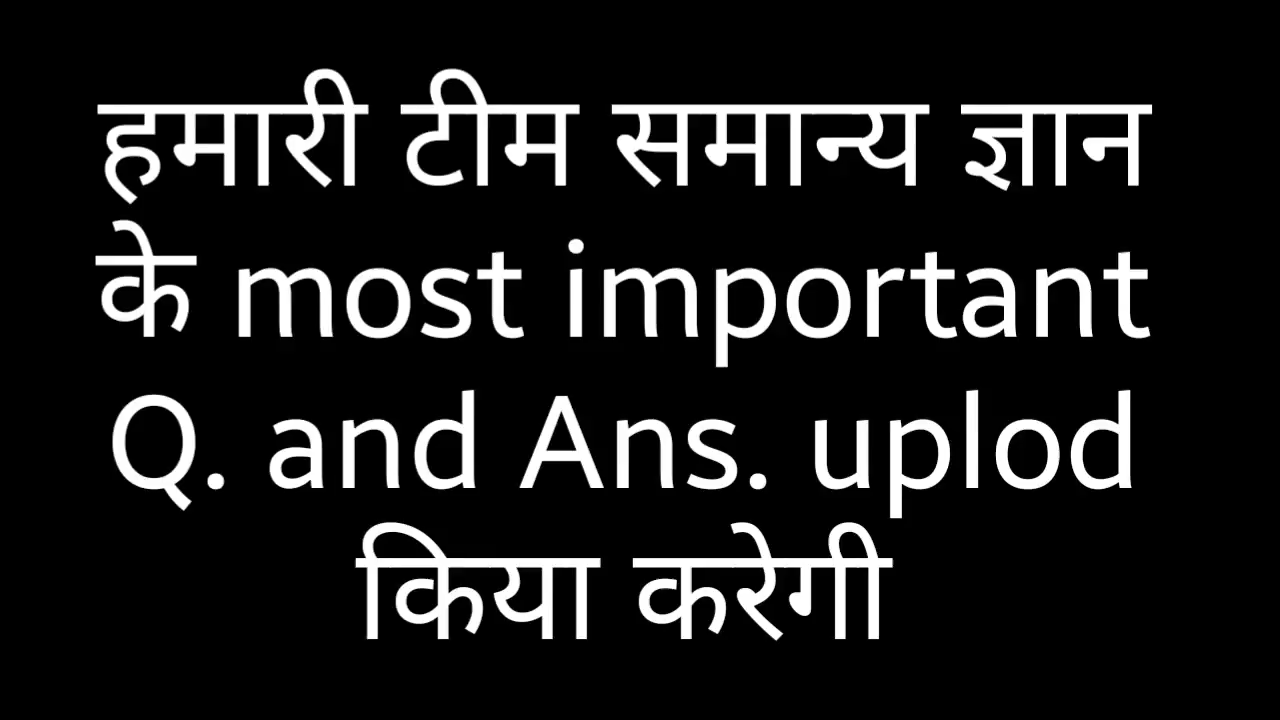 हमारी टीम समान्य ज्ञान
के most important
Q. and Ans. uplod
किया करेगी